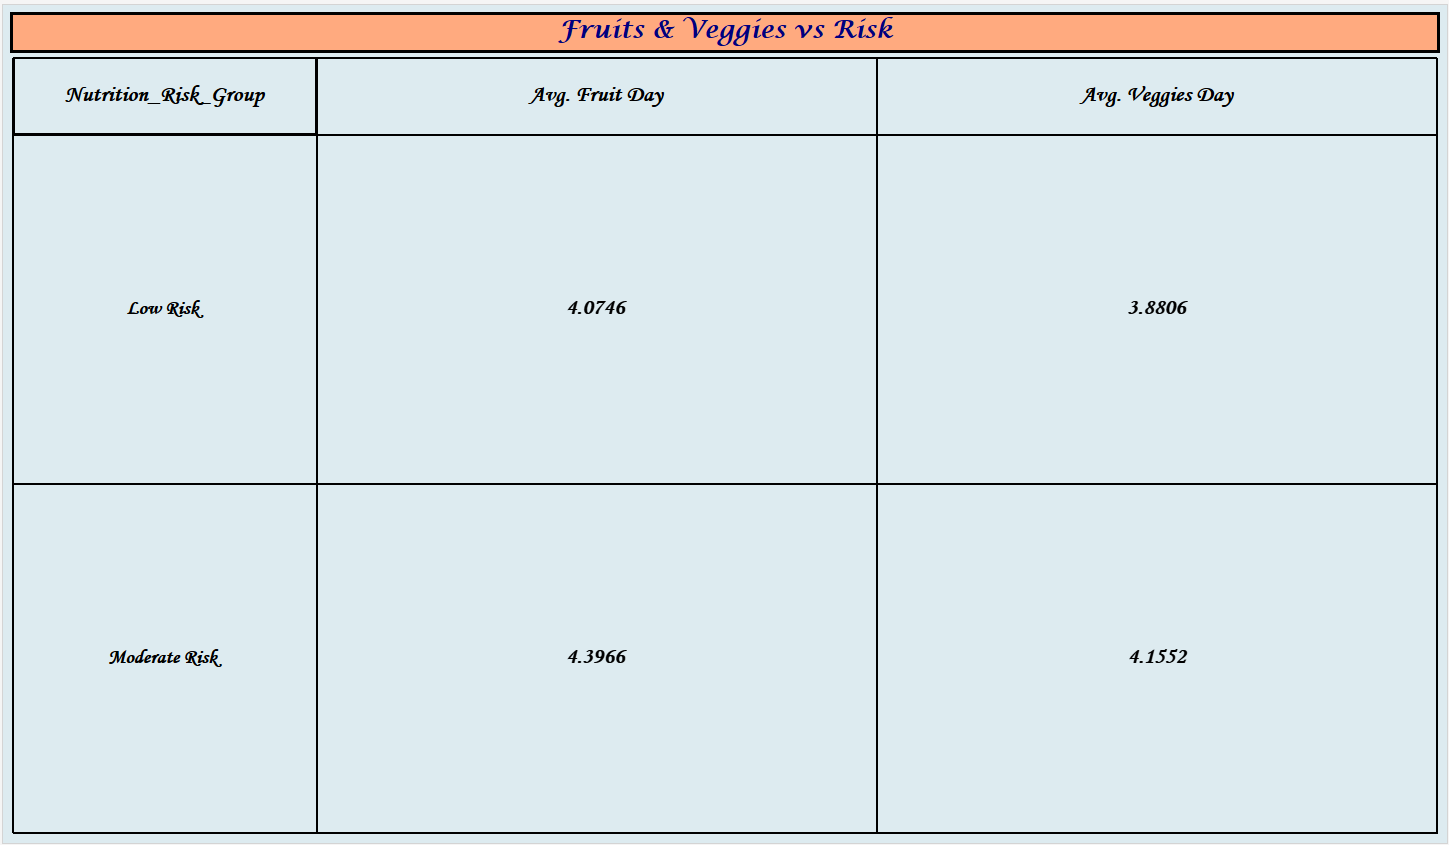 Fruits & Veggies vs Risk
Nutrition_Risk_Group Avg. Fruit Day Avg. Veggies Day
Low Risk 4.0746 3.8806
Moderate Risk 4.3966 4.1552